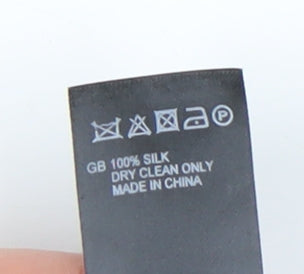 P
GB 100% SILK
DRY CLEAN ONLY
MADE IN CHINA